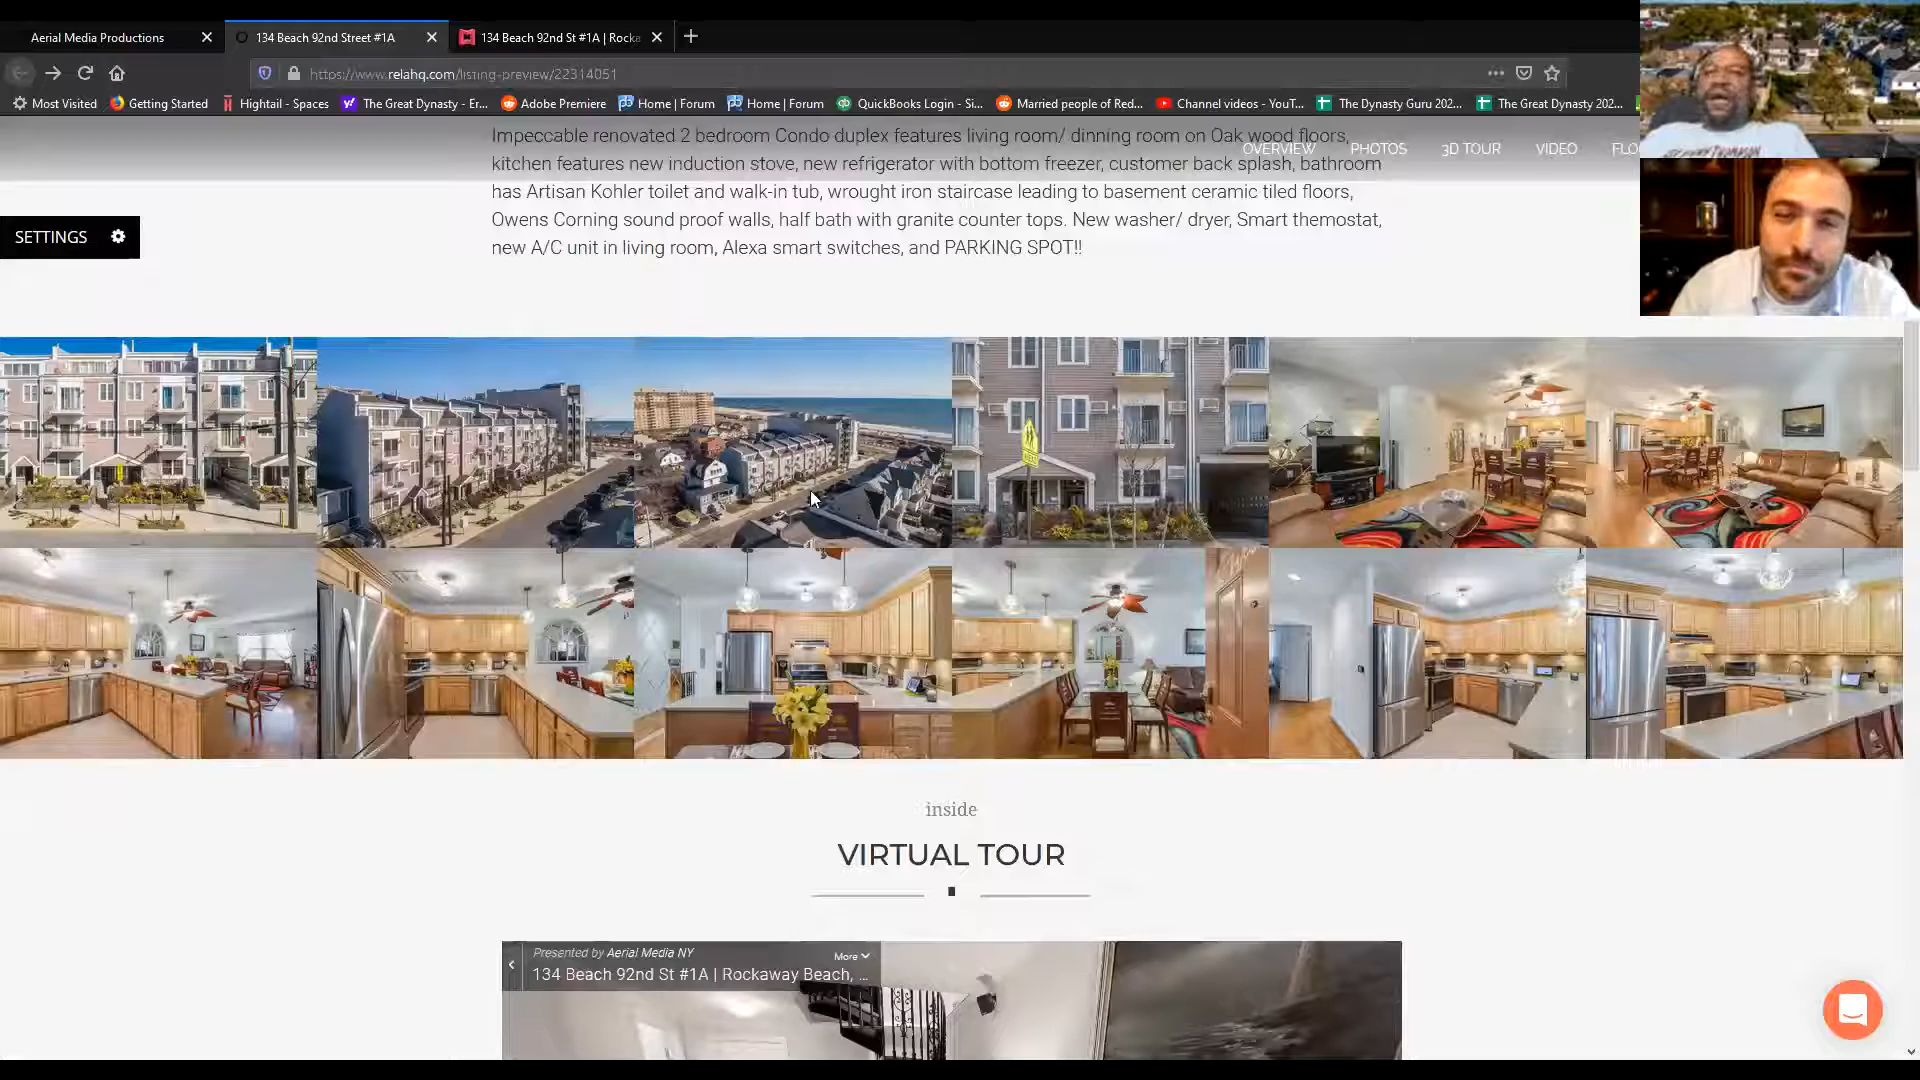 Aerial Media Productions
134 Beach 92nd Street #1A
134 Beach 92nd St #1A | Rocka
https://www.relahq.com/listing-preview/22314051
Most Visited
Getting Started
Hightail - Spaces
The Great Dynasty - Er...
Adobe Premiere
Home | Forum
Home | Forum
QuickBooks Login - Si...
Married people of Red...
Channel videos - YouT...
The Dynasty Guru 202...
The Great Dynasty 202...
OVERVIEW
PHOTOS
3D TOUR
VIDEO
FLO
Impeccable renovated 2 bedroom Condo duplex features living room/ dinning room on Oak wood floors,
kitchen features new induction stove, new refrigerator with bottom freezer, customer back splash, bathroom
has Artisan Kohler toilet and walk-in tub, wrought iron staircase leading to basement ceramic tiled floors,
Owens Corning sound proof walls, half bath with granite counter tops. New washer/ dryer, Smart themostat,
new A/C unit in living room, Alexa smart switches, and PARKING SPOT!!
SETTINGS
inside
VIRTUAL TOUR
Presented by Aerial Media NY
More
134 Beach 92nd St #1A | Rockaway Beach, ...